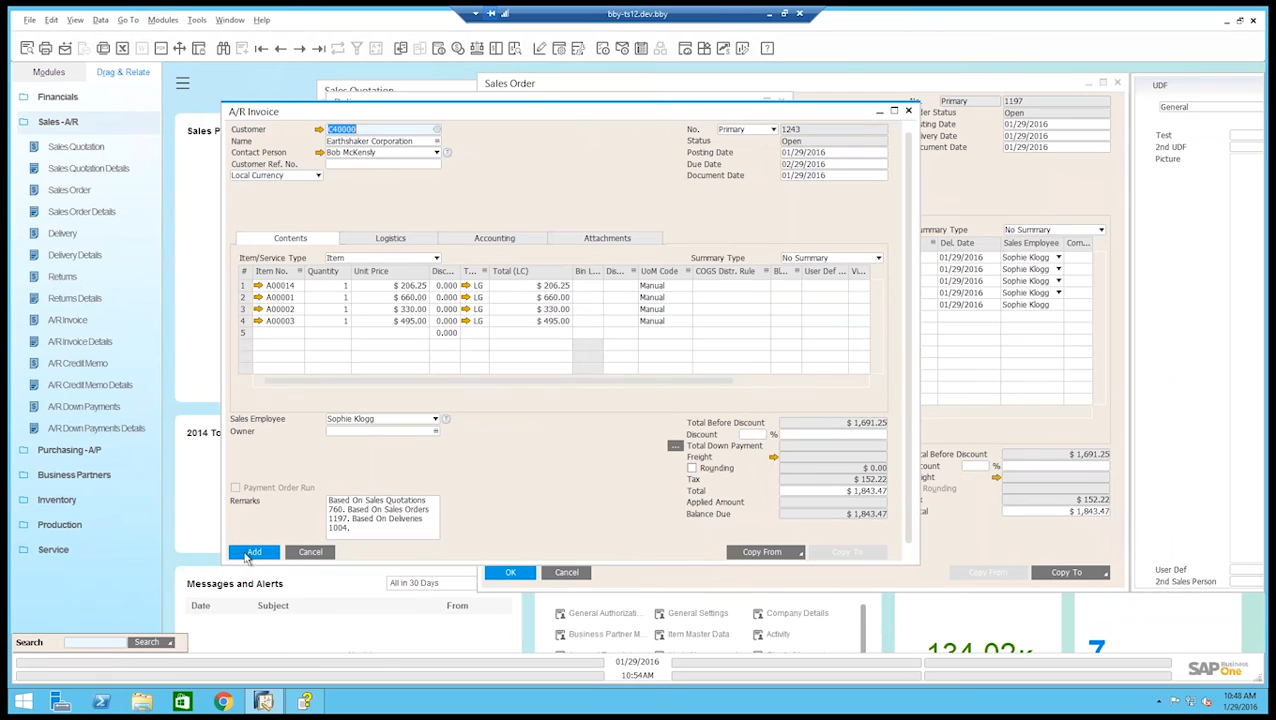 bby-ts12.dev.bby
File Edit View Data Go To Modules Tools Window Help
Modules Drag & Relate
Financials
Sales - A/R
Sales Quotation
Sales Quotation Details
Sales Order
Sales Order Details
Delivery
Delivery Details
Returns
Returns Details
A/R Invoice
A/R Invoice Details
A/R Credit Memo
A/R Credit Memo Details
A/R Down Payments
A/R Down Payments Details
Purchasing - A/P
Business Partners
Inventory
Production
Service
Search Search
Sales Quotation
Sales Order
Primary 1197
Open
01/29/2016
01/29/2016
01/29/2016
UDF
General
Test
2nd UDF
Picture
User Def
2nd Sales Person
A/R Invoice
Customer C40000
Name Earthshaker Corporation
Contact Person Bob McKensly
Customer Ref. No.
Local Currency
No. Primary 1243
Status Open
Posting Date 01/29/2016
Due Date 02/29/2016
Document Date 01/29/2016
Contents Logistics Accounting Attachments
Item/Service Type Item Summary Type No Summary
# Item No. Quantity Unit Price Disc... T... Total (LC) Bin L... Dis... UoM Code COGS Distr. Rule BL... User Def ... Vi...
1 A00014 1 $ 206.25 0.000 LG $ 206.25 Manual
2 A00001 1 $ 660.00 0.000 LG $ 660.00 Manual
3 A00002 1 $ 330.00 0.000 LG $ 330.00 Manual
4 A00003 1 $ 495.00 0.000 LG $ 495.00 Manual
5 0.000
Sales Employee Sophie Klogg
Owner
Payment Order Run
Remarks
Based On Sales Quotations
760. Based On Sales Orders
1197. Based On Deliveries
1004.
Total Before Discount $ 1,691.25
Discount %
Total Down Payment ...
Freight
Rounding $ 0.00
Tax $ 152.22
Total $ 1,843.47
Applied Amount
Balance Due $ 1,843.47
Add Cancel Copy From Copy To
No Summary
Del. Date Sales Employee Com...
01/29/2016 Sophie Klogg
01/29/2016 Sophie Klogg
01/29/2016 Sophie Klogg
01/29/2016 Sophie Klogg
01/29/2016 Sophie Klogg
$ 1,691.25
%
Rounding
$ 152.22
$ 1,843.47
OK Cancel Copy From Copy To
Messages and Alerts All in 30 Days
Date Subject From
General Authorizati... General Settings Company Details
Business Partner M... Item Master Data Activity
134.02K
7
01/29/2016
10:54AM
SAP Business One
10:48 AM
1/29/2016